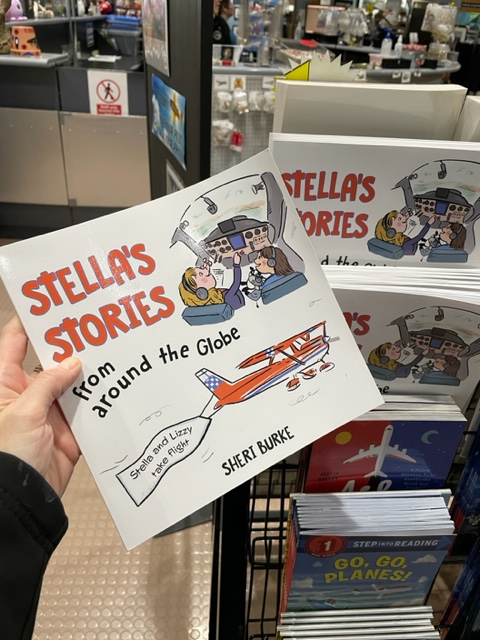 STELLA'S
STORIES
from
around the Globe
Stella and Lizzy
take flight
SHERI BURKE
STELLA'S
STORIES
1
STEP INTO READING
GO, GO,
PLANES!